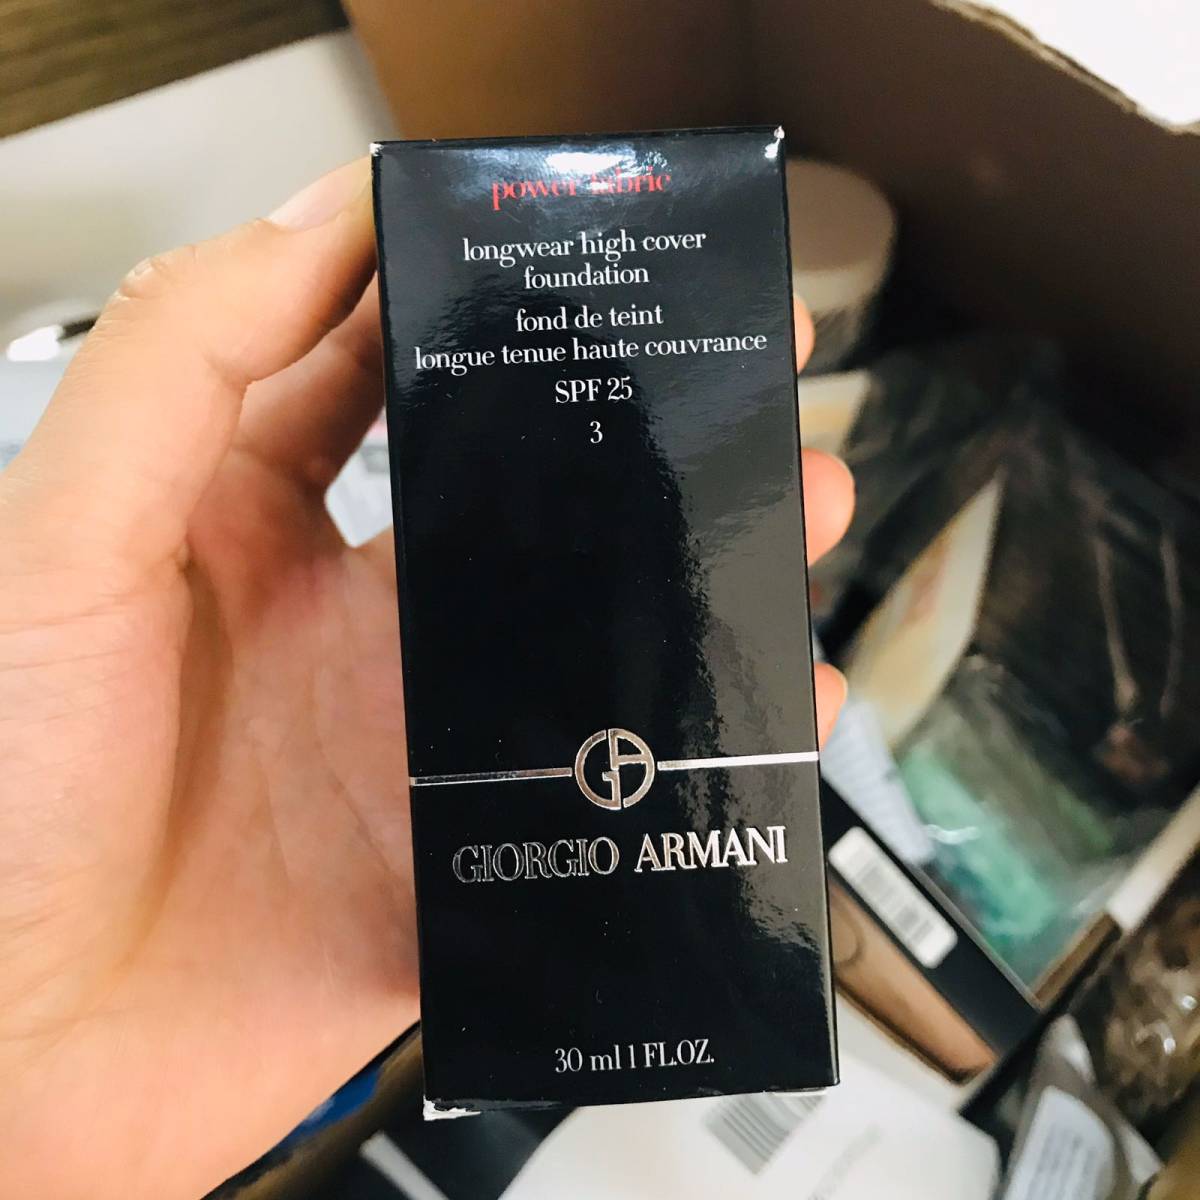 power fabric
longwear high cover
foundation
fond de teint
longue tenue haute couvrance
SPF 25
3
GA
GIORGIO ARMANI
30 ml 1 FL.OZ.